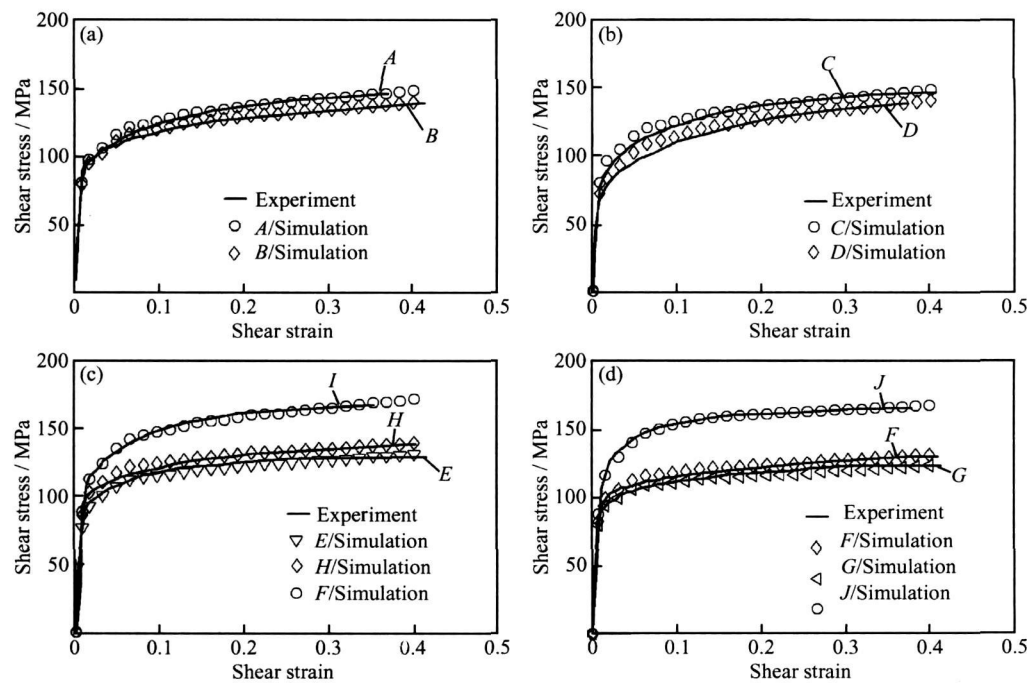 (a)
Shear stress / MPa
200
150
100
50
0
0.1
0.2
0.3
0.4
0.5
Shear strain
A
B
Experiment
A/Simulation
B/Simulation
(b)
Shear stress / MPa
200
150
100
50
0
0.1
0.2
0.3
0.4
0.5
Shear strain
C
D
Experiment
C/Simulation
D/Simulation
(c)
Shear stress / MPa
200
150
100
50
0
0.1
0.2
0.3
0.4
0.5
Shear strain
I
H
E
Experiment
E/Simulation
H/Simulation
F/Simulation
(d)
Shear stress / MPa
200
150
100
50
0
0.1
0.2
0.3
0.4
0.5
Shear strain
J
F
G
Experiment
F/Simulation
G/Simulation
J/Simulation